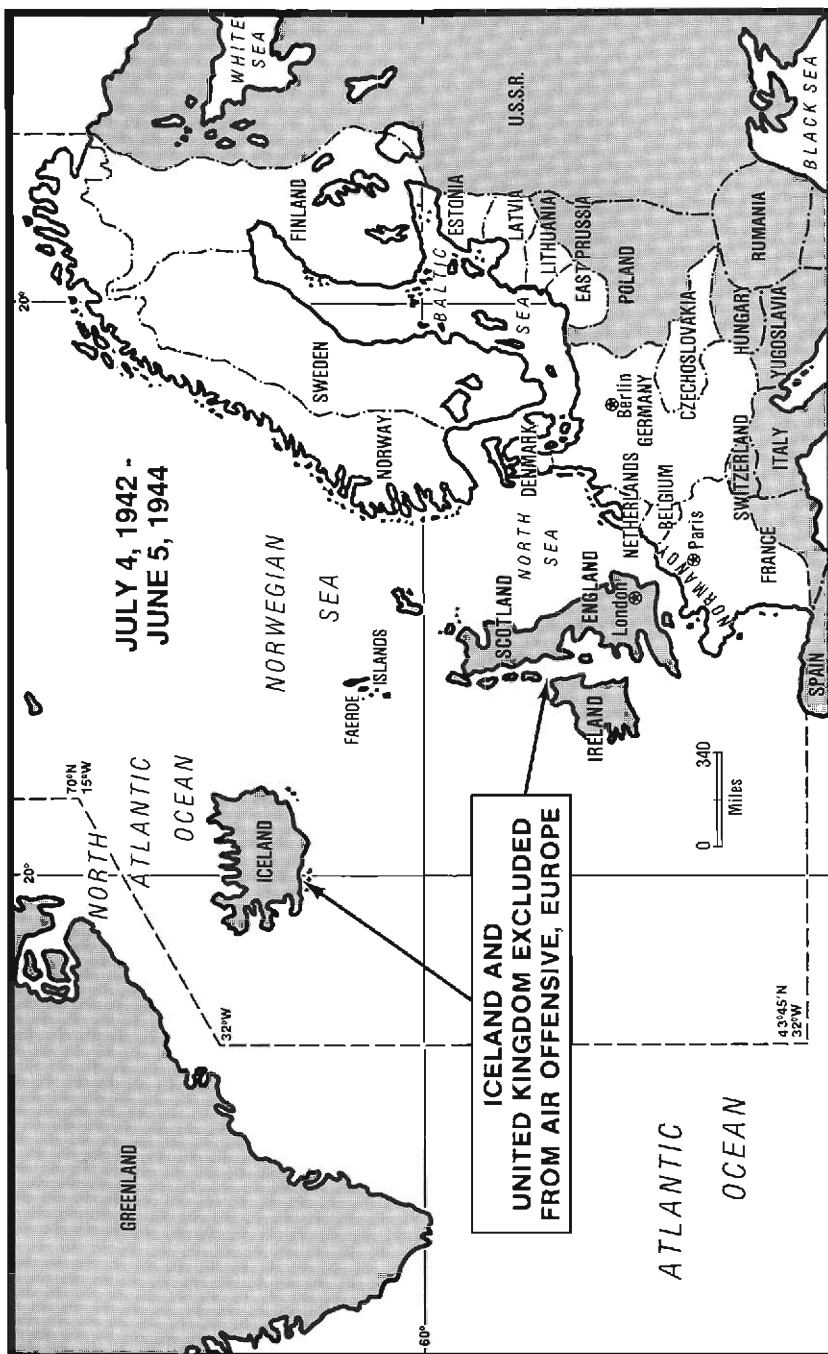 WHITE
SEA
20°
JULY 4, 1942 -
JUNE 5, 1944
NORWEGIAN
SEA
70°N
15°W
NORTH
ATLANTIC
OCEAN
20°
32°W
GREENLAND
ICELAND
FAERDE
ISLANDS
60°
FINLAND
SWEDEN
NORWAY
U.S.S.R.
ESTONIA
LATVIA
LITHUANIA
EAST PRUSSIA
BALTIC
SEA
POLAND
DENMARK
NORTH
SEA
SCOTLAND
ENGLAND
London
IRELAND
Berlin
GERMANY
NETHERLANDS
BELGIUM
CZECHOSLOVAKIA
NORMANDY
Paris
FRANCE
SWITZERLAND
ITALY
HUNGARY
YUGOSLAVIA
RUMANIA
BLACK SEA
SPAIN
0 340
Miles
ICELAND AND
UNITED KINGDOM EXCLUDED
FROM AIR OFFENSIVE, EUROPE
43°45'N
32°W
ATLANTIC
OCEAN